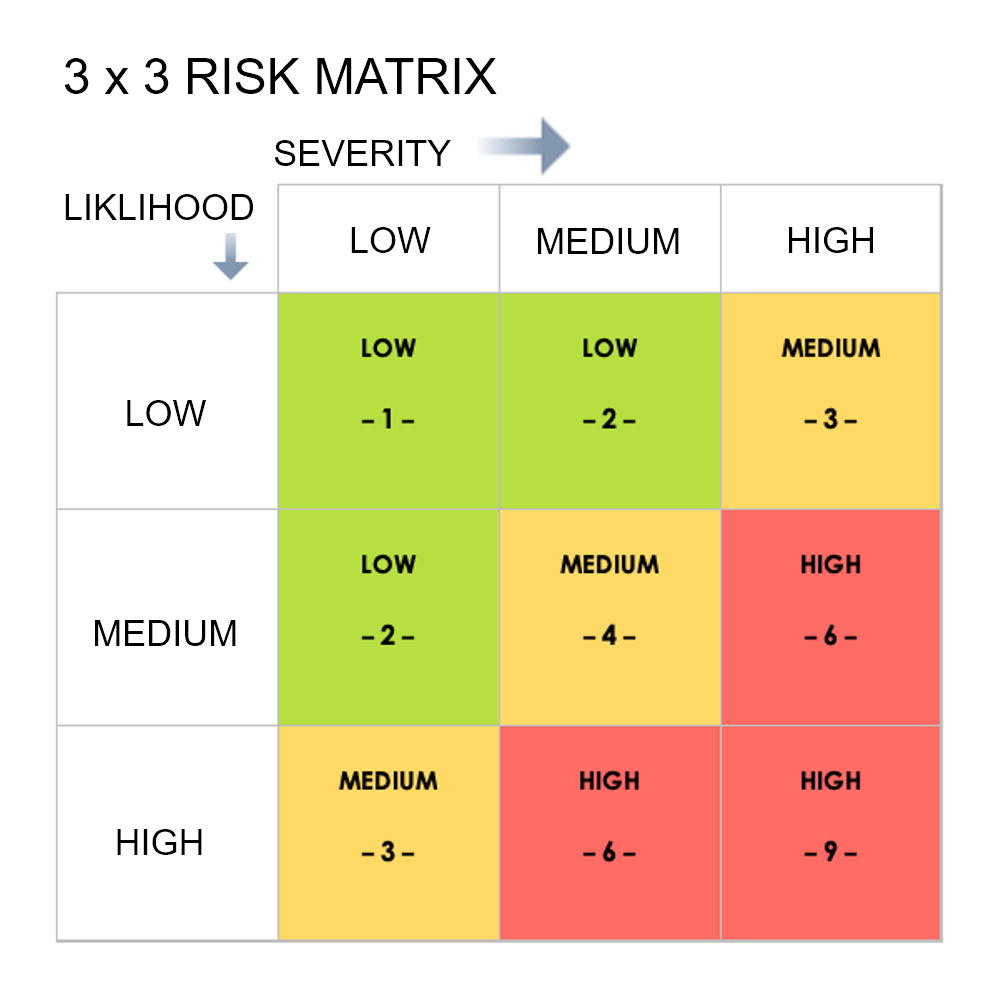 3 x 3 RISK MATRIX
SEVERITY
LIKLIHOOD
LOW MEDIUM HIGH
LOW
LOW LOW MEDIUM
– 1 – – 2 – – 3 –
MEDIUM
LOW MEDIUM HIGH
– 2 – – 4 – – 6 –
HIGH
MEDIUM HIGH HIGH
– 3 – – 6 – – 9 –